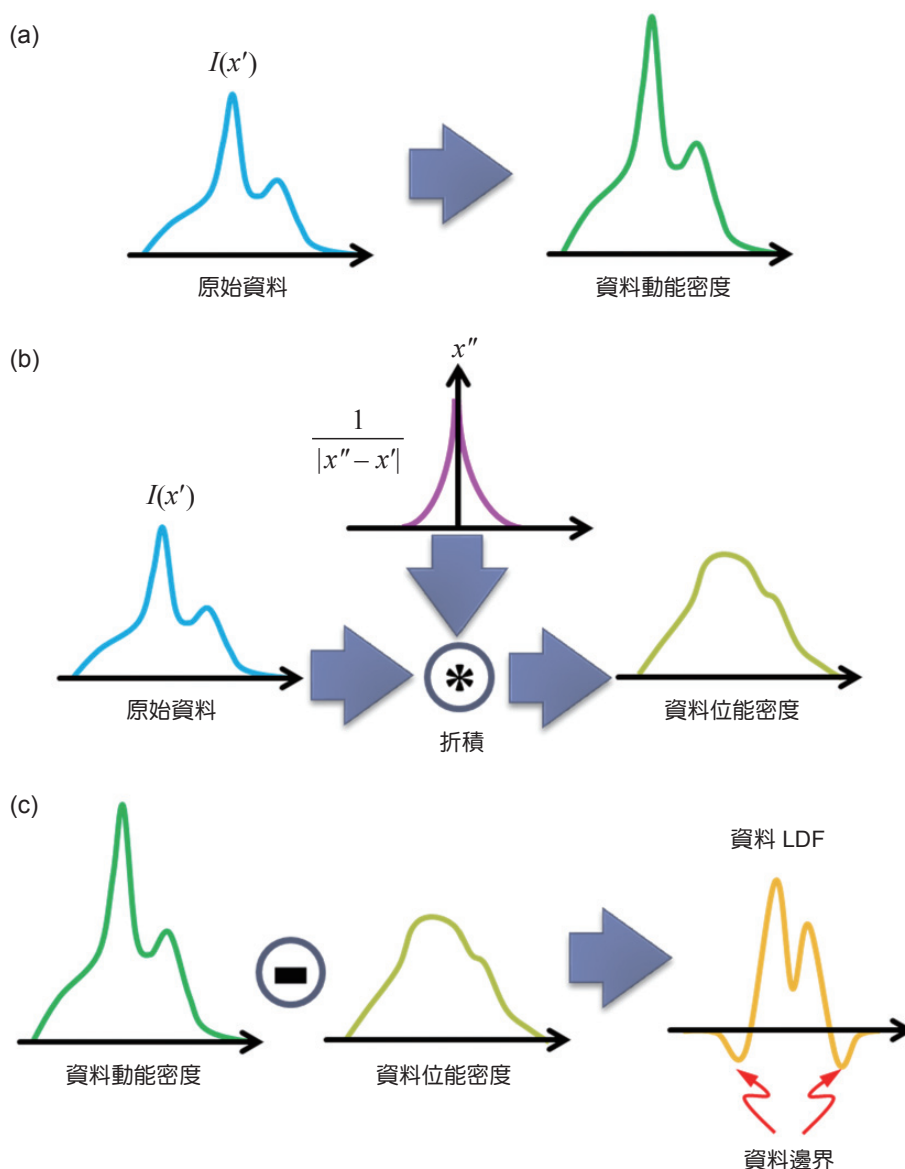 (a)
I(x′)
原始資料
資料動能密度
(b)
x″
1
|x″ – x′|
I(x′)
原始資料
*
折積
資料位能密度
(c)
資料 LDF
資料動能密度
資料位能密度
資料邊界